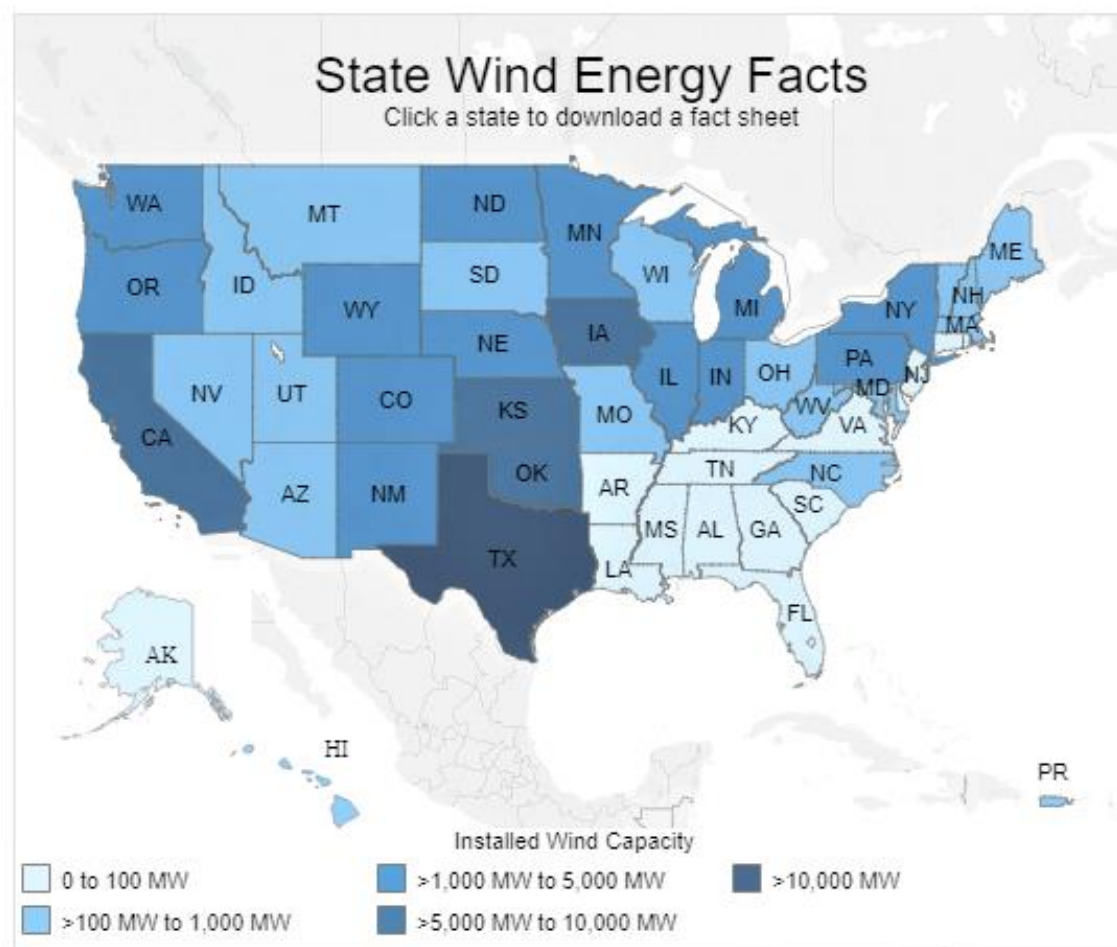 State Wind Energy Facts
Click a state to download a fact sheet
WA
MT
ND
MN
ME
OR
ID
SD
WI
NH
WY
MI
NY
MA
IA
NE
PA
NJ
NV
UT
CO
IL
IN
OH
MD
WV
KS
MO
KY
VA
CA
OK
TN
NC
AZ
NM
AR
SC
MS
AL
GA
TX
LA
FL
AK
HI
PR
Installed Wind Capacity
0 to 100 MW
>1,000 MW to 5,000 MW
>10,000 MW
>100 MW to 1,000 MW
>5,000 MW to 10,000 MW